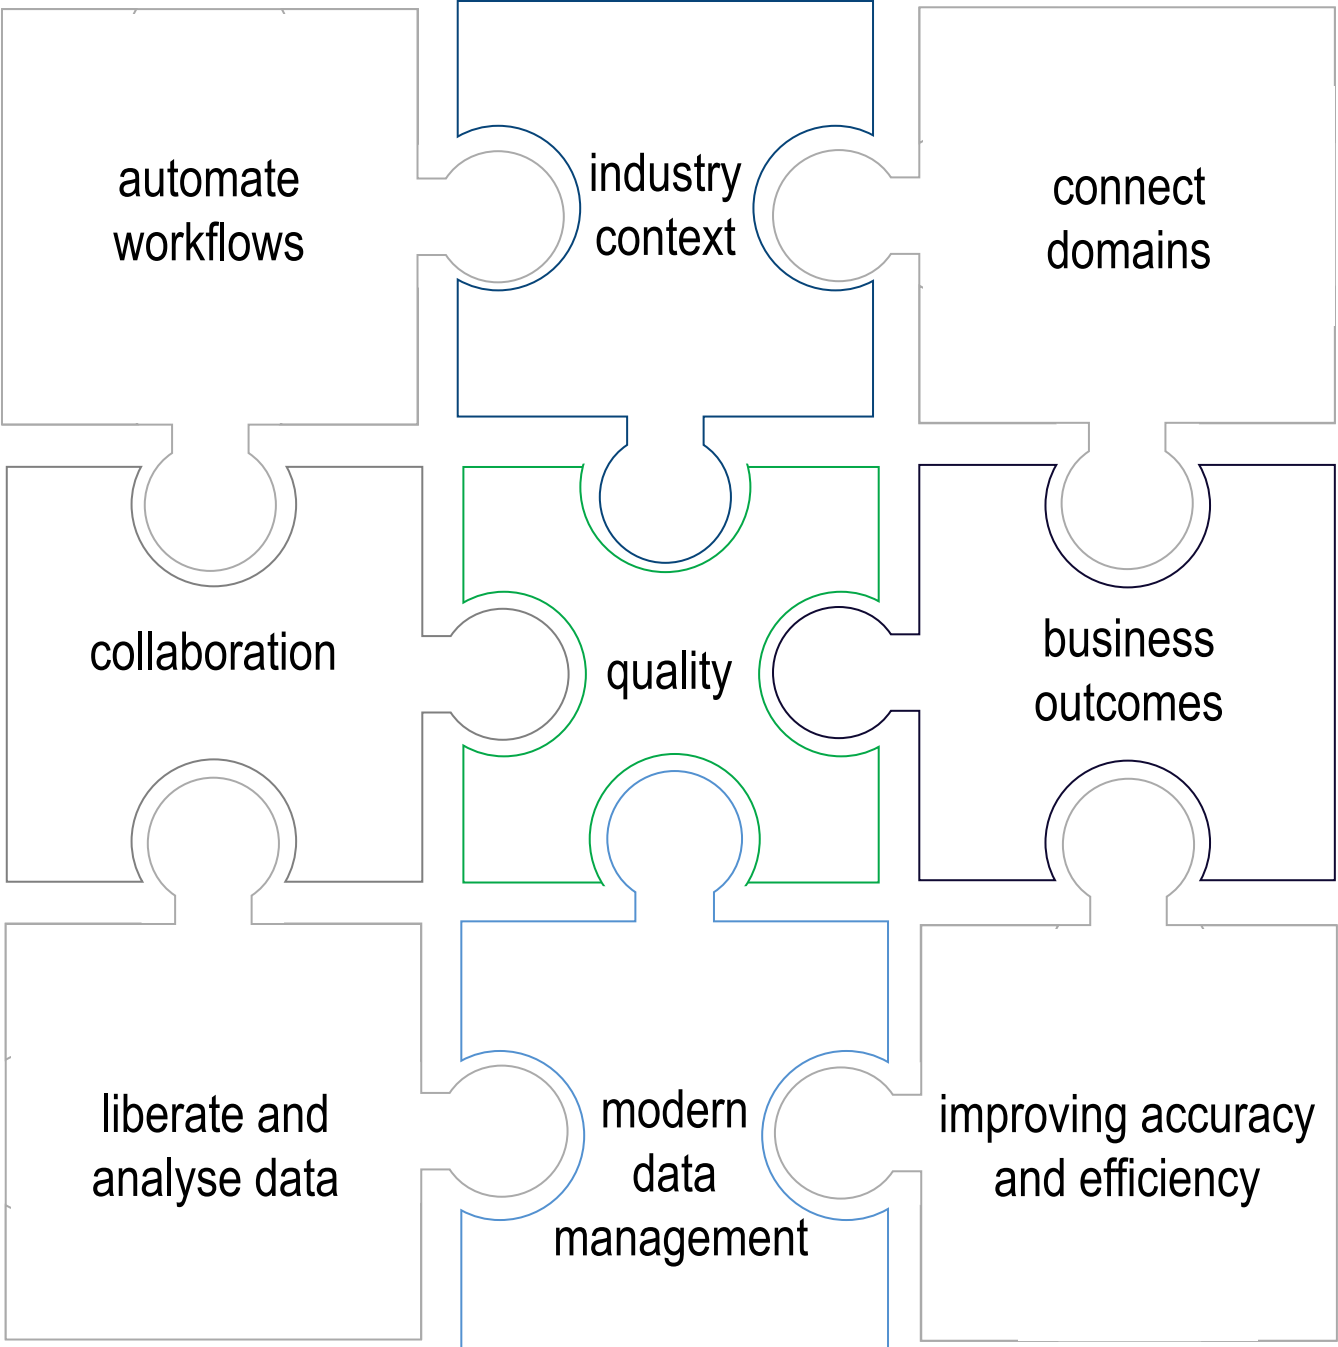 automate
workflows
industry
context
connect
domains
collaboration
quality
business
outcomes
liberate and
analyse data
modern
data
management
improving accuracy
and efficiency